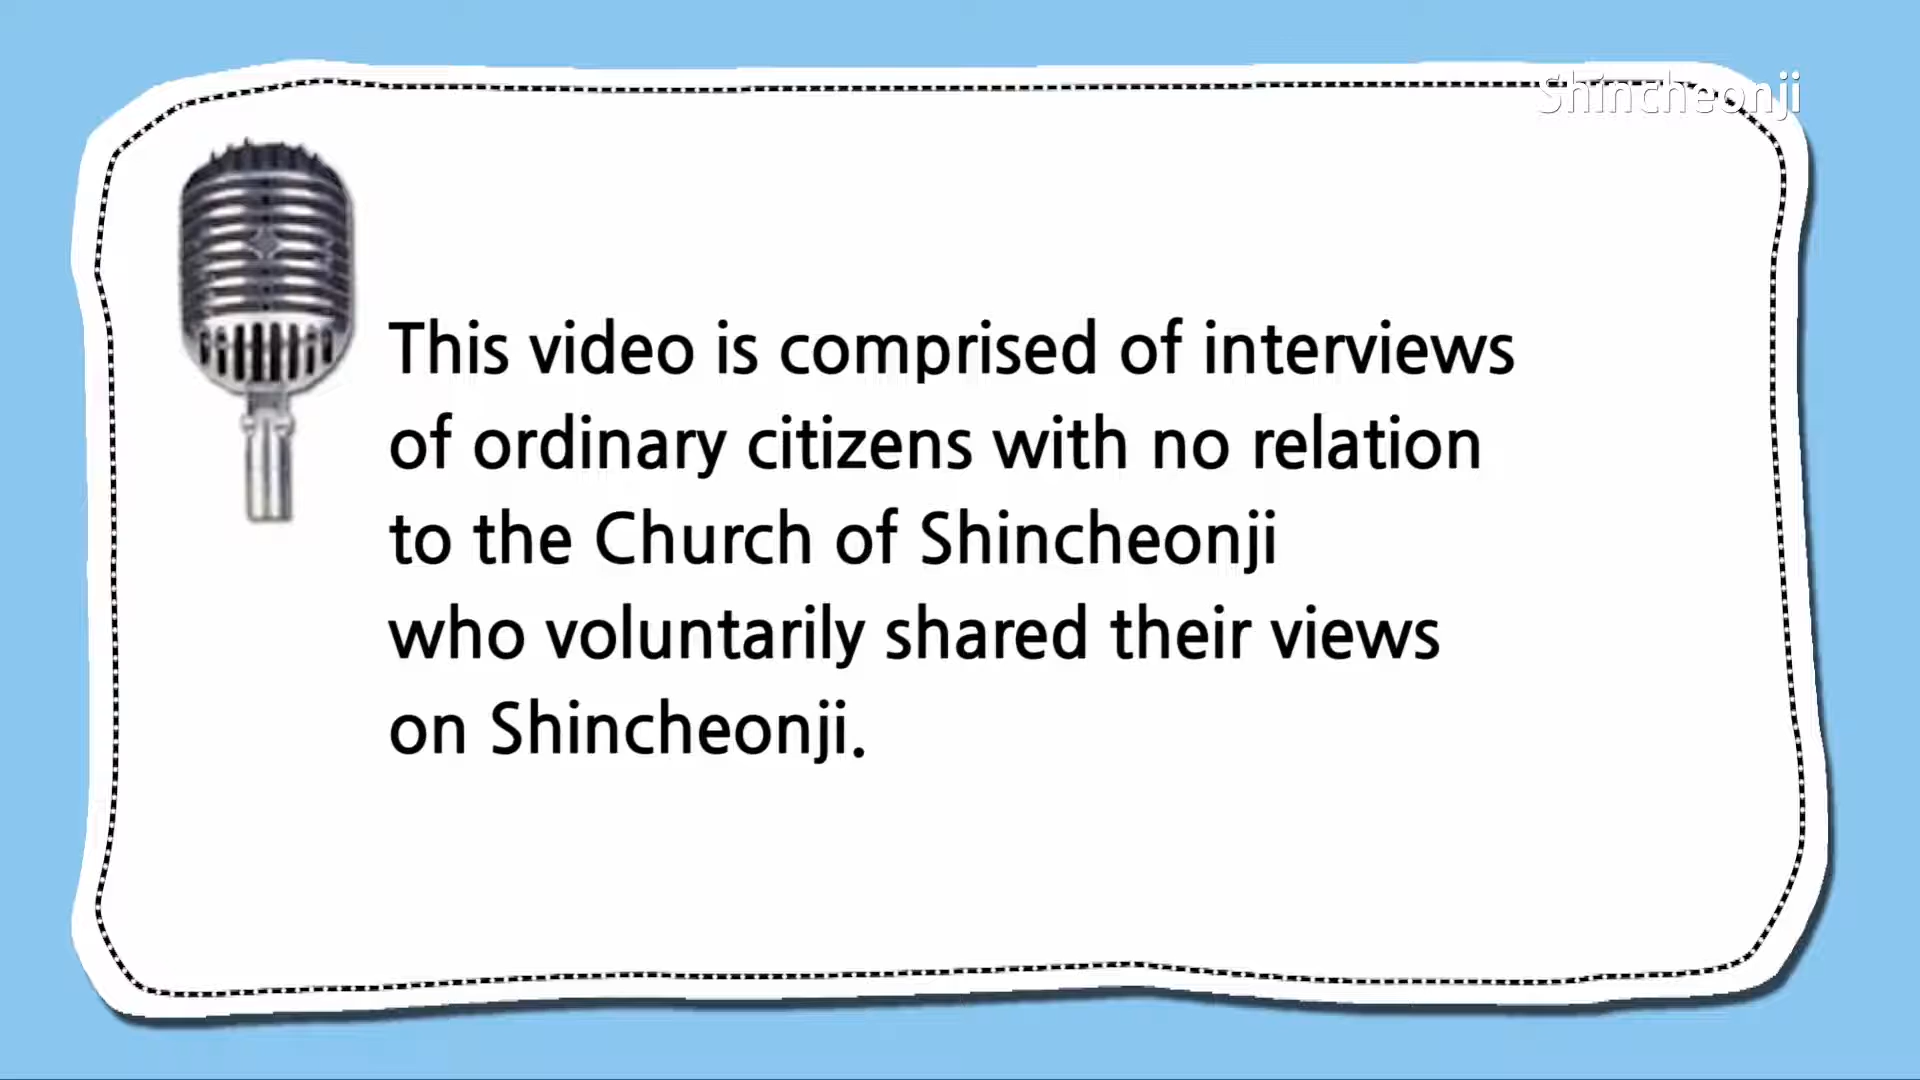 Shincheonji
This video is comprised of interviews
of ordinary citizens with no relation
to the Church of Shincheonji
who voluntarily shared their views
on Shincheonji.